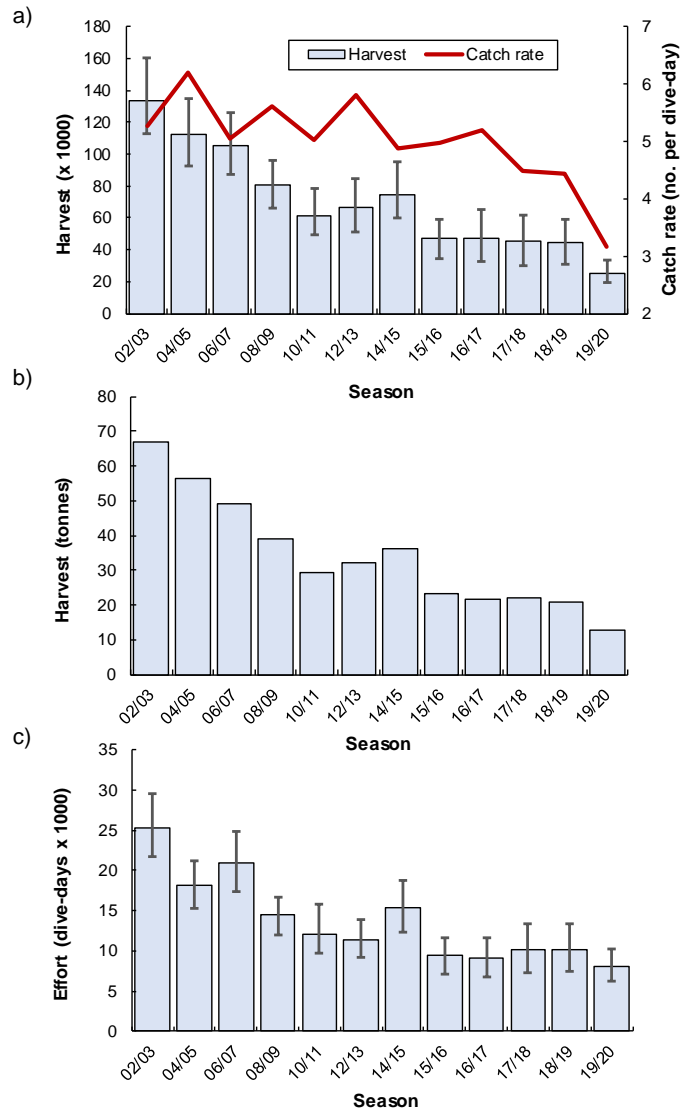 a)
Harvest
Catch rate
Harvest (x 1000)
180
160
140
120
100
80
60
40
20
0
Catch rate (no. per dive-day)
7
6
5
4
3
2
02/03 04/05 06/07 08/09 10/11 12/13 14/15 15/16 16/17 17/18 18/19 19/20
Season
b)
Harvest (tonnes)
80
70
60
50
40
30
20
10
0
02/03 04/05 06/07 08/09 10/11 12/13 14/15 15/16 16/17 17/18 18/19 19/20
Season
c)
Effort (dive-days x 1000)
35
30
25
20
15
10
5
0
02/03 04/05 06/07 08/09 10/11 12/13 14/15 15/16 16/17 17/18 18/19 19/20
Season